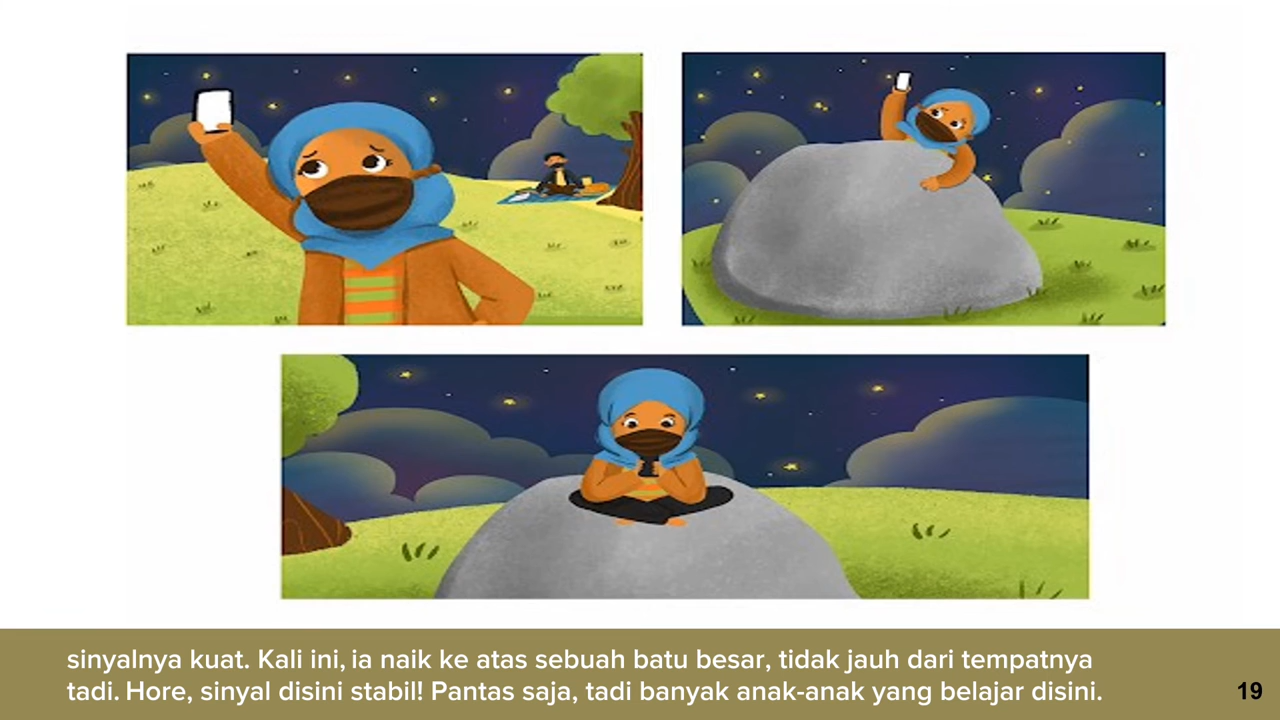 sinyalnya kuat. Kali ini, ia naik ke atas sebuah batu besar, tidak jauh dari tempatnya
tadi. Hore, sinyal disini stabil! Pantas saja, tadi banyak anak-anak yang belajar disini.
19